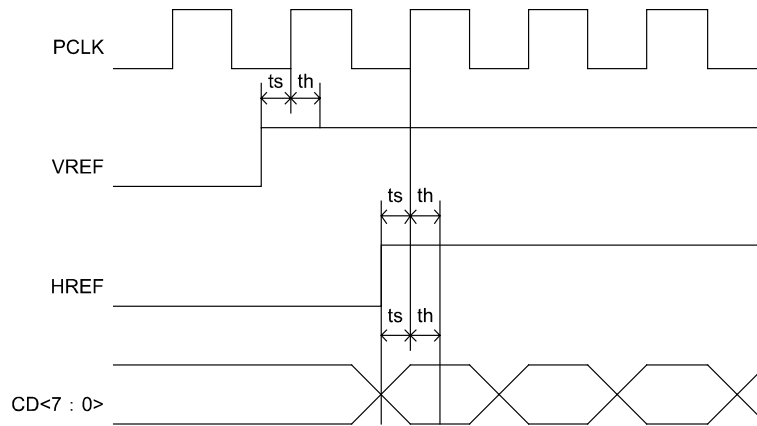 PCLK
ts th
VREF
ts th
HREF
ts th
CD<7 : 0>